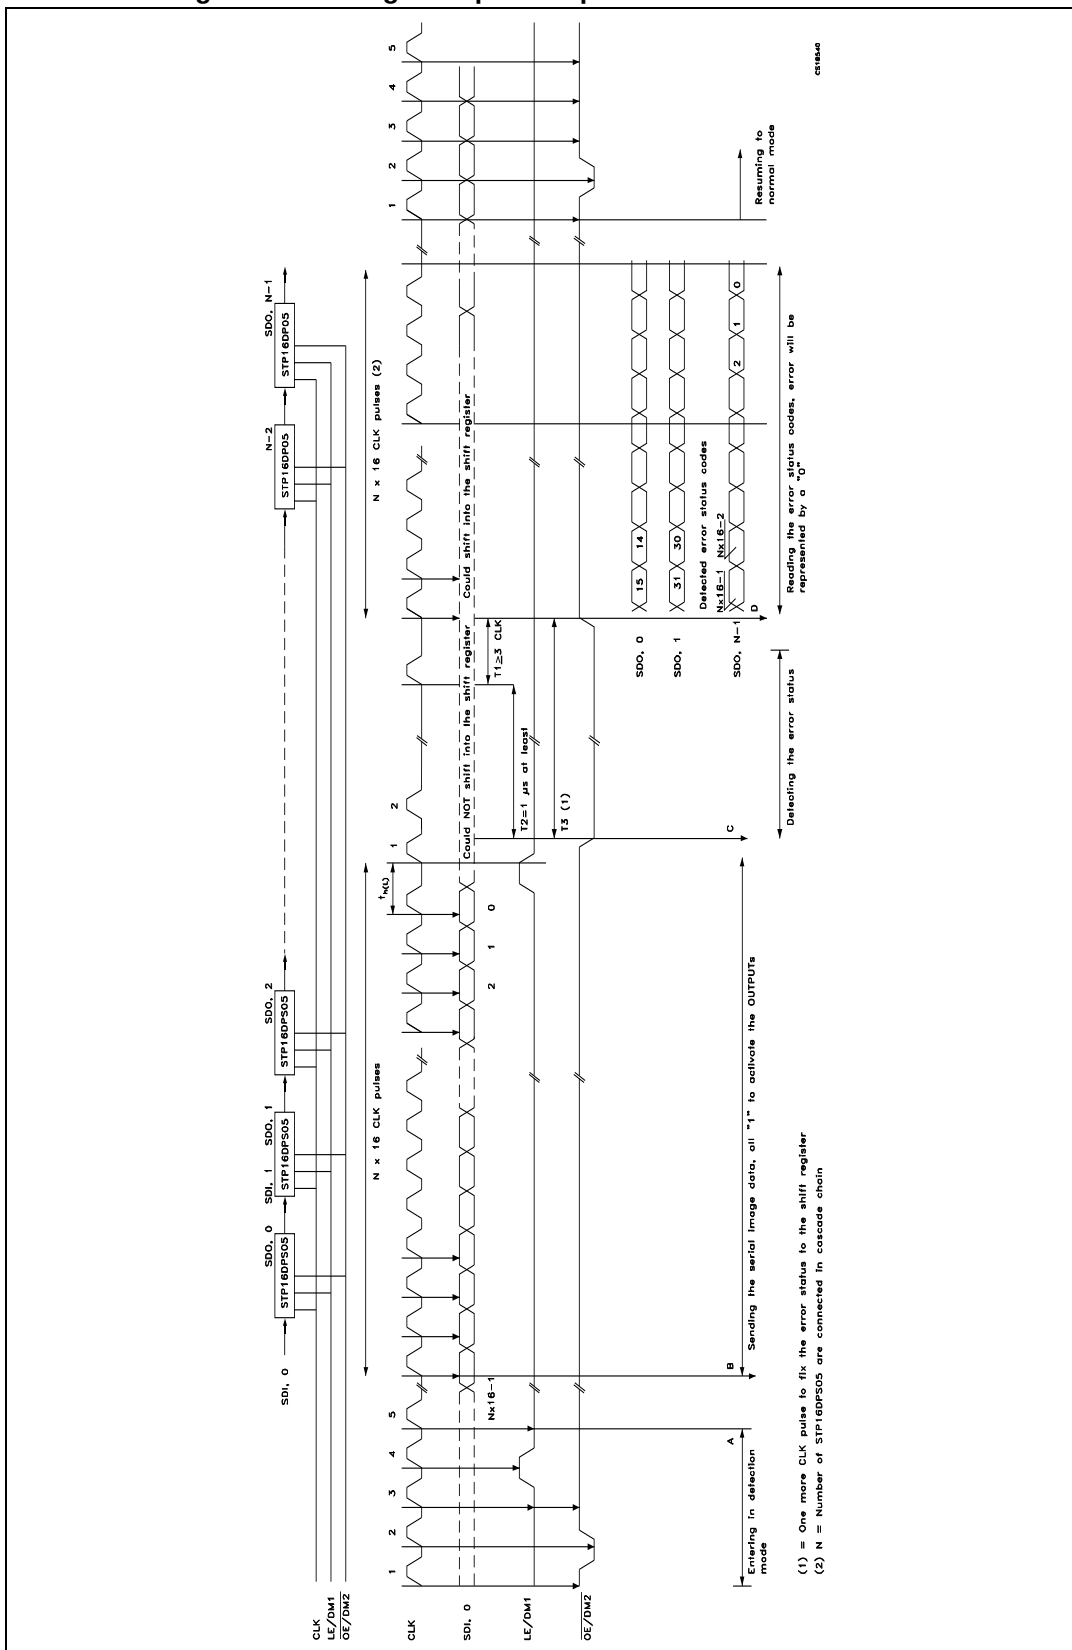 SDI, 0
STP16DPS05
SDO, 0
SDI, 1
STP16DPS05
SDO, 1
STP16DPS05
SDO, 2
STP16DP05
N-2
STP16DP05
SDO, N-1
CLK
LE/DM1
OE/DM2
N x 16 CLK pulses
N x 16 CLK pulses (2)
CLK
1
2
3
4
5
1
2
1
2
3
4
5
tH(L)
SDI, 0
Nx16-1
2
1
0
Could NOT shift into the shift register
Could shift into the shift register
T1≥3 CLK
T2=1 µs at least
T3 (1)
LE/DM1
OE/DM2
SDO, 0
15
14
SDO, 1
31
30
Detected error status codes
Nx16-1
Nx16-2
SDO, N-1
2
1
0
A
B
C
D
Entering in detection
mode
Sending the serial image data, all "1" to activate the OUTPUTs
Detecting the error status
Reading the error status codes, error will be
represented by a "0"
Resuming to
normal mode
(1) = One more CLK pulse to fix the error status to the shift register
(2) N = Number of STP16DPS05 are connected in cascade chain
CS18540